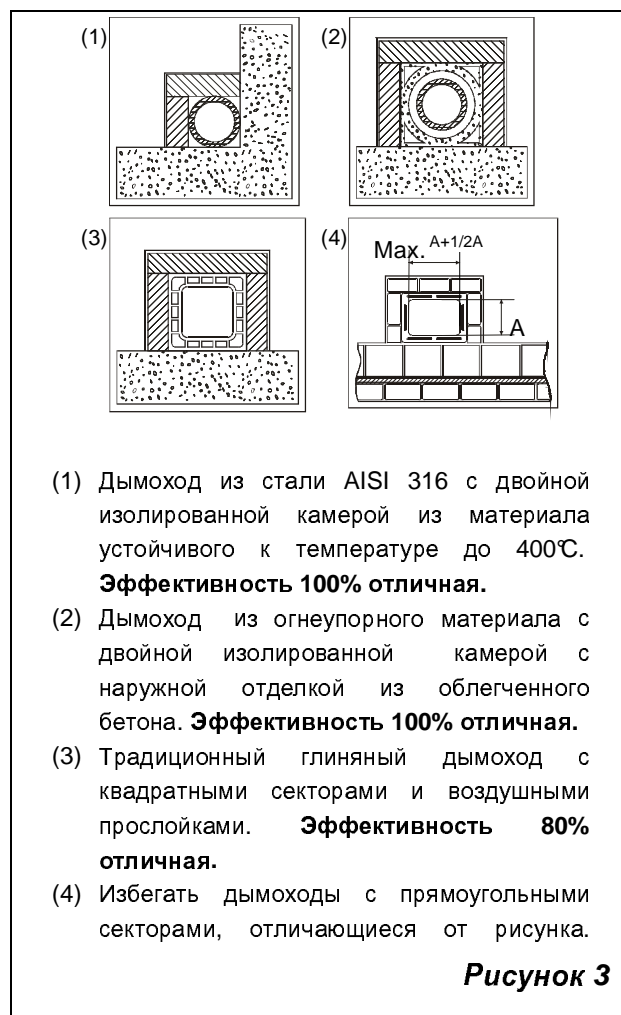 (1)
(2)
(3)
(4)
Max. A+1/2A
A
(1) Дымоход из стали AISI 316 с двойной
изолированной камерой из материала
устойчивого к температуре до 400℃.
Эффективность 100% отличная.
(2) Дымоход из огнеупорного материала с
двойной изолированной камерой с
наружной отделкой из облегченного
бетона. Эффективность 100% отличная.
(3) Традиционный глиняный дымоход с
квадратными секторами и воздушными
прослойками. Эффективность 80%
отличная.
(4) Избегать дымоходы с прямоугольными
секторами, отличающиеся от рисунка.
Рисунок 3